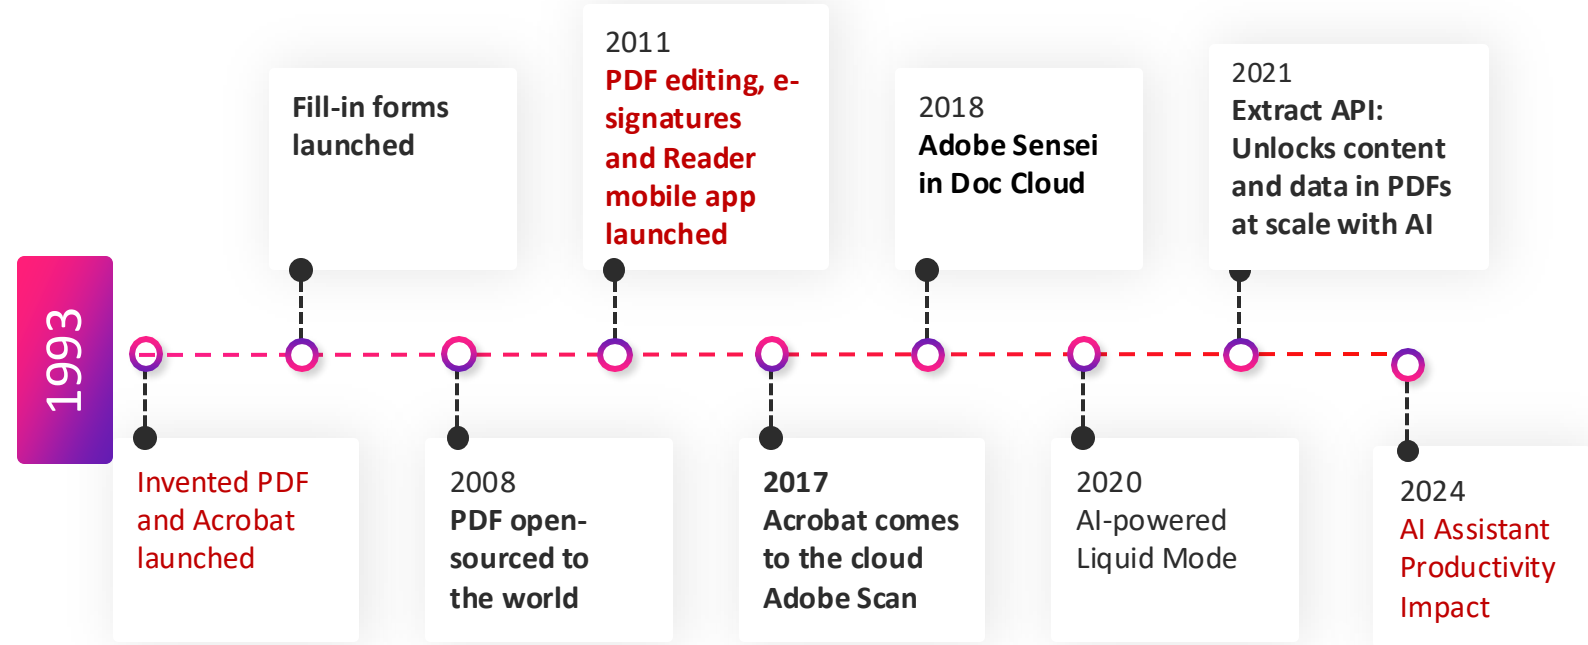 1993
Invented PDF
and Acrobat
launched
Fill-in forms
launched
2008
PDF open-
sourced to
the world
2011
PDF editing, e-
signatures
and Reader
mobile app
launched
2017
Acrobat comes
to the cloud
Adobe Scan
2018
Adobe Sensei
in Doc Cloud
2020
AI-powered
Liquid Mode
2021
Extract API:
Unlocks content
and data in PDFs
at scale with AI
2024
AI Assistant
Productivity
Impact